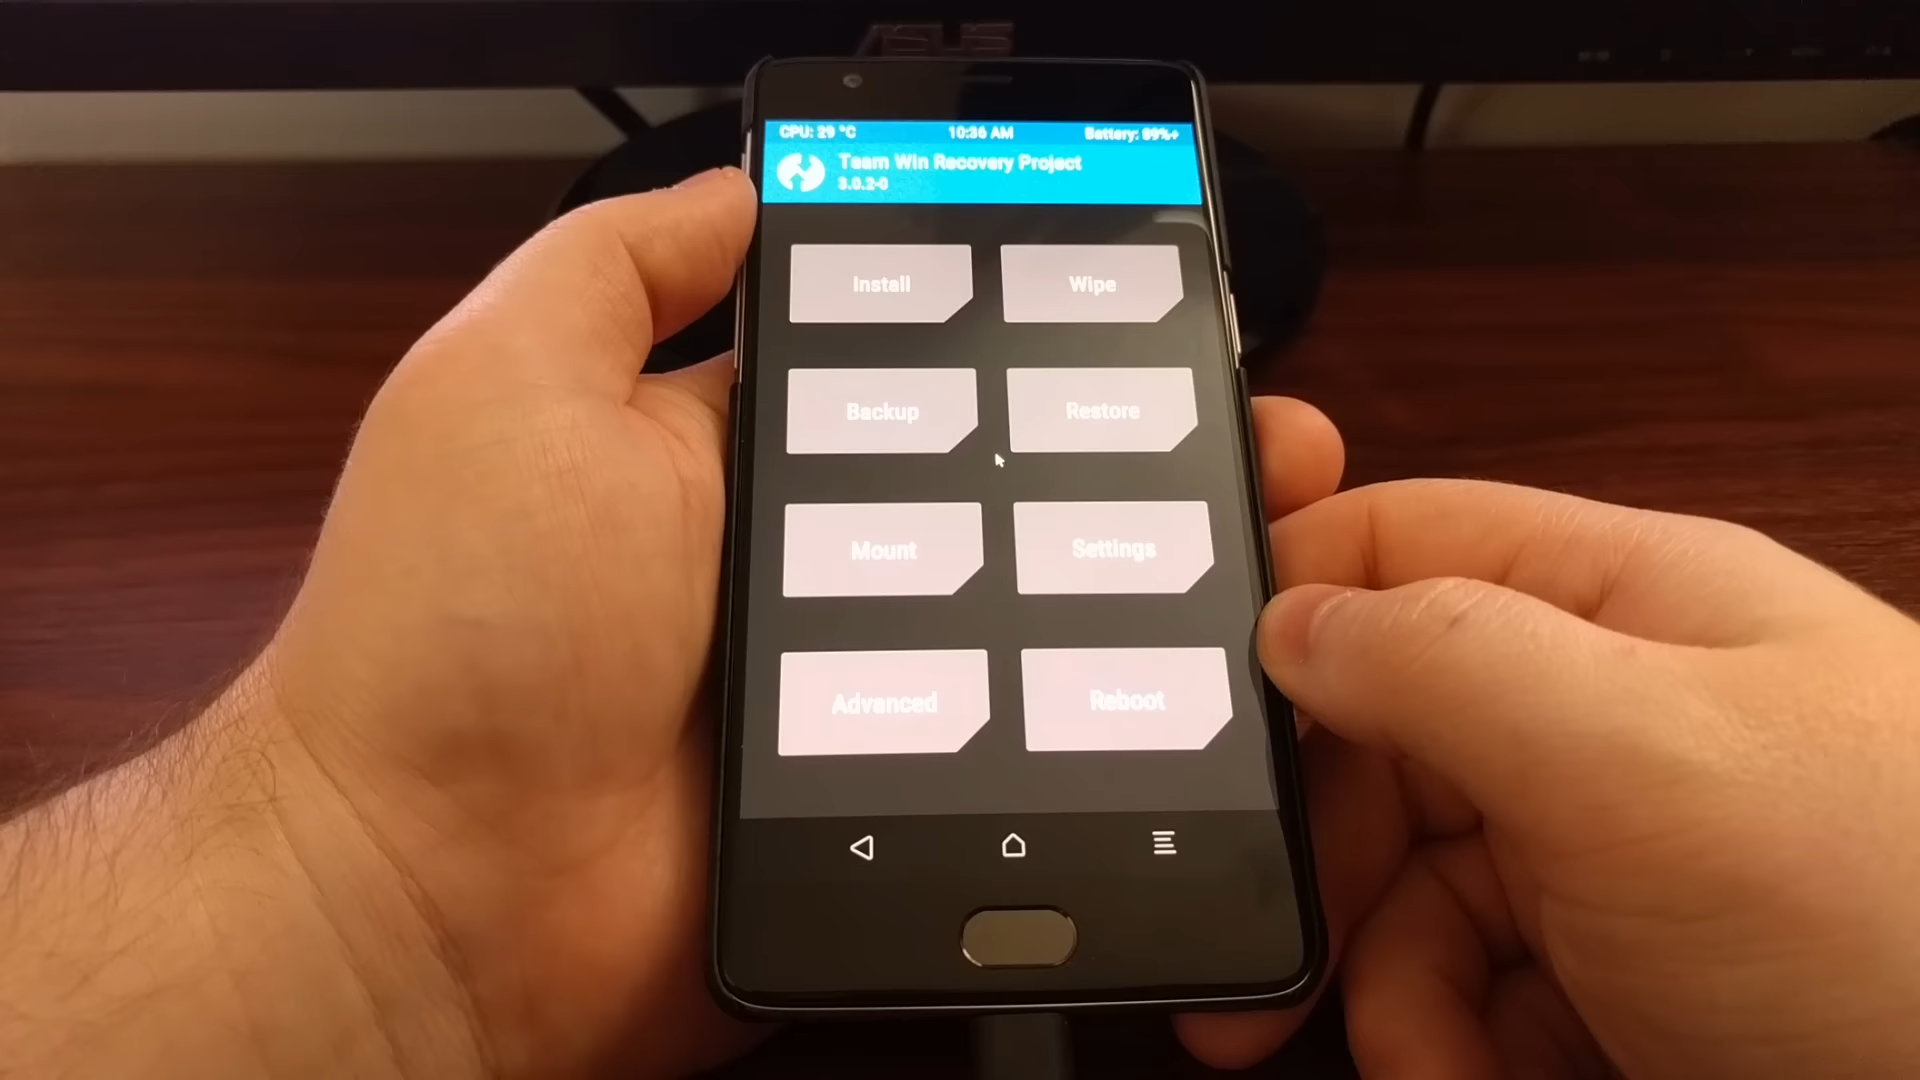 ASUS
CPU: 29 °C 10:36 AM Battery: 89%+
Team Win Recovery Project
3.0.2-0
Install Wipe
Backup Restore
Mount Settings
Advanced Reboot